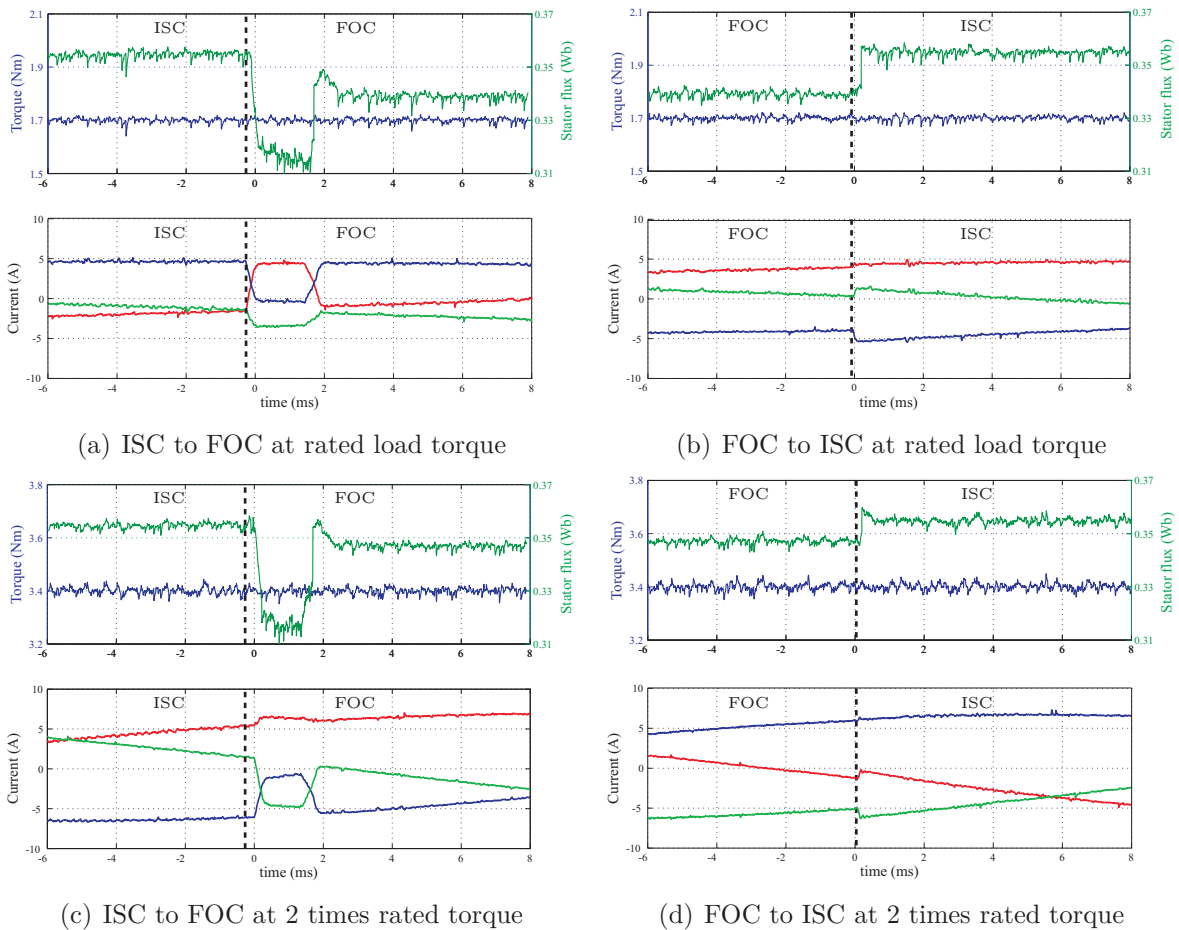 ISC FOC
Torque (Nm)
2.1
1.9
1.7
1.5
Stator flux (Wb)
0.37
0.35
0.33
0.31
-6 -4 -2 0 2 4 6 8
FOC ISC
Torque (Nm)
2.1
1.9
1.7
1.5
Stator flux (Wb)
0.37
0.35
0.33
0.31
-6 -4 -2 0 2 4 6 8
ISC FOC
Current (A)
10
5
0
-5
-10
-6 -4 -2 0 2 4 6 8
time (ms)
FOC ISC
Current (A)
10
5
0
-5
-10
-6 -4 -2 0 2 4 6 8
time (ms)
(a) ISC to FOC at rated load torque
(b) FOC to ISC at rated load torque
ISC FOC
Torque (Nm)
3.8
3.6
3.4
3.2
Stator flux (Wb)
0.37
0.35
0.33
0.31
-6 -4 -2 0 2 4 6 8
FOC ISC
Torque (Nm)
3.8
3.6
3.4
3.2
Stator flux (Wb)
0.37
0.35
0.33
0.31
-6 -4 -2 0 2 4 6 8
ISC FOC
Current (A)
10
5
0
-5
-10
-6 -4 -2 0 2 4 6 8
time (ms)
FOC ISC
Current (A)
10
5
0
-5
-10
-6 -4 -2 0 2 4 6 8
time (ms)
(c) ISC to FOC at 2 times rated torque
(d) FOC to ISC at 2 times rated torque